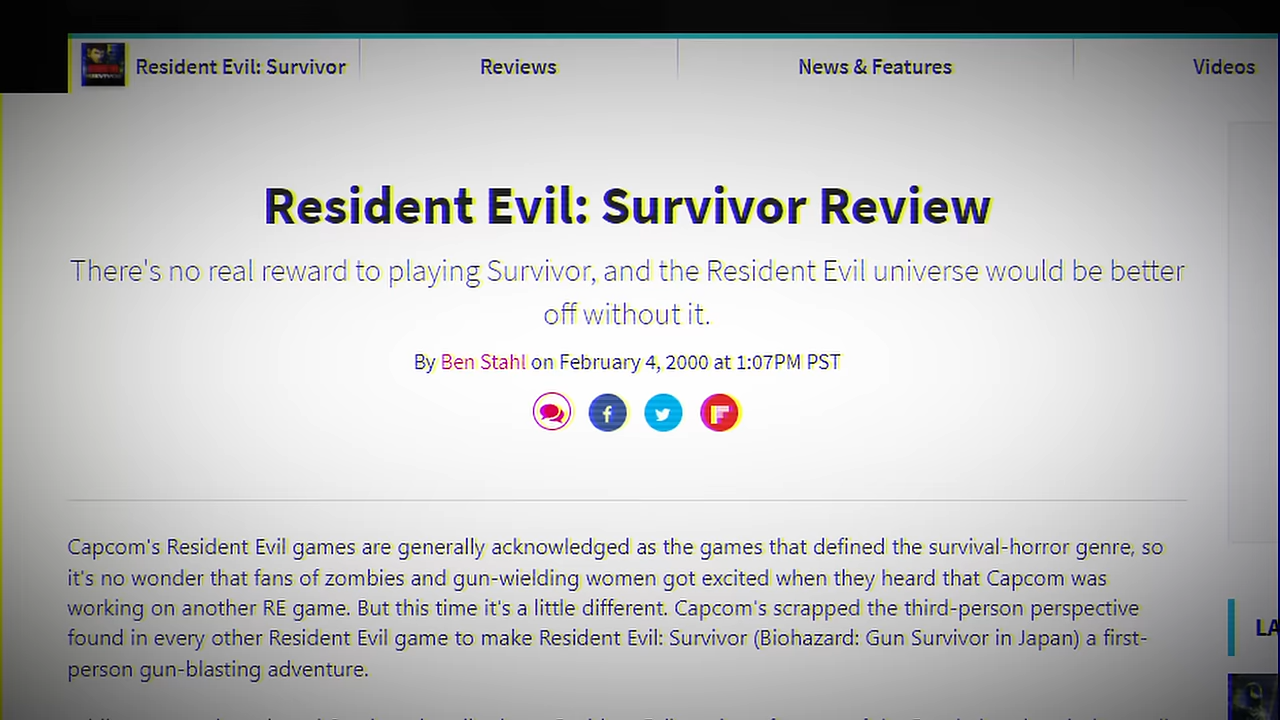 Resident Evil: Survivor
Reviews
News & Features
Videos
Resident Evil: Survivor Review
There's no real reward to playing Survivor, and the Resident Evil universe would be better
off without it.
By Ben Stahl on February 4, 2000 at 1:07PM PST
Capcom's Resident Evil games are generally acknowledged as the games that defined the survival-horror genre, so
it's no wonder that fans of zombies and gun-wielding women got excited when they heard that Capcom was
working on another RE game. But this time it's a little different. Capcom's scrapped the third-person perspective
found in every other Resident Evil game to make Resident Evil: Survivor (Biohazard: Gun Survivor in Japan) a first-
person gun-blasting adventure.